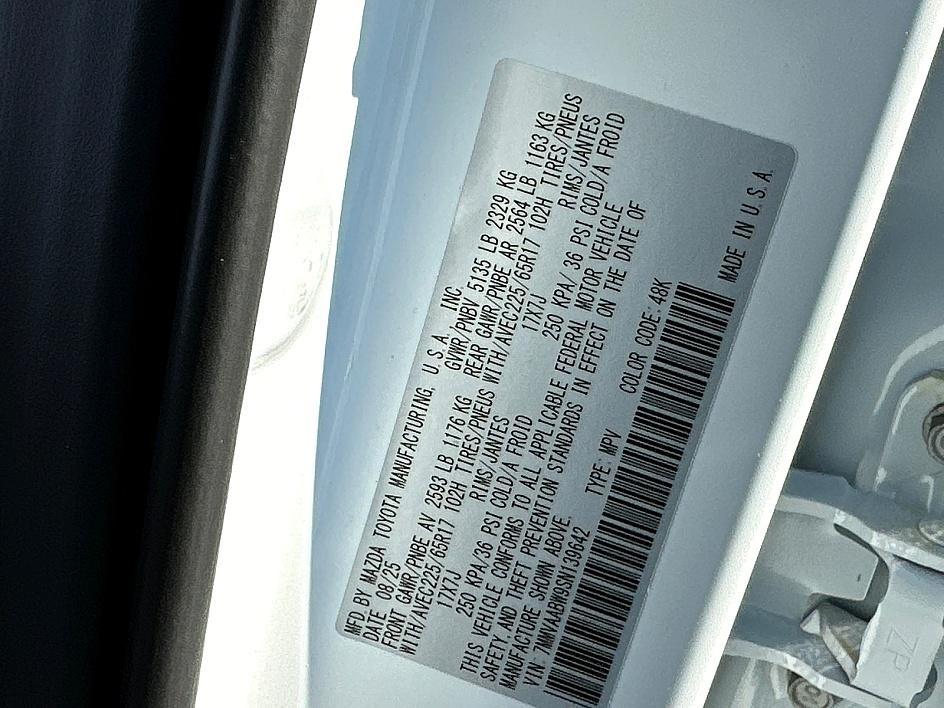 MFD. BY MAZDA TOYOTA MANUFACTURING, U. S. A., INC.
DATE 08/25 GVWR/PNBV 5135 LB 2329 KG
FRONT GAWR/PNBE AV 2593 LB 1176 KG REAR GAWR/PNBE AR 2564 LB 1163 KG
WITH/AVEC225/65R17 102H TIRES/PNEUS WITH/AVEC225/65R17 102H TIRES/PNEUS
17X7J RIMS/JANTES 17X7J RIMS/JANTES
250 KPA/36 PSI COLD/A FROID 250 KPA/36 PSI COLD/A FROID
THIS VEHICLE CONFORMS TO ALL APPLICABLE FEDERAL MOTOR VEHICLE
SAFETY, AND THEFT PREVENTION STANDARDS IN EFFECT ON THE DATE OF
MANUFACTURE SHOWN ABOVE.
VIN: 7MMVAABW9SN139642 TYPE: MPV COLOR CODE: 48K
MADE IN U. S. A.
ZP